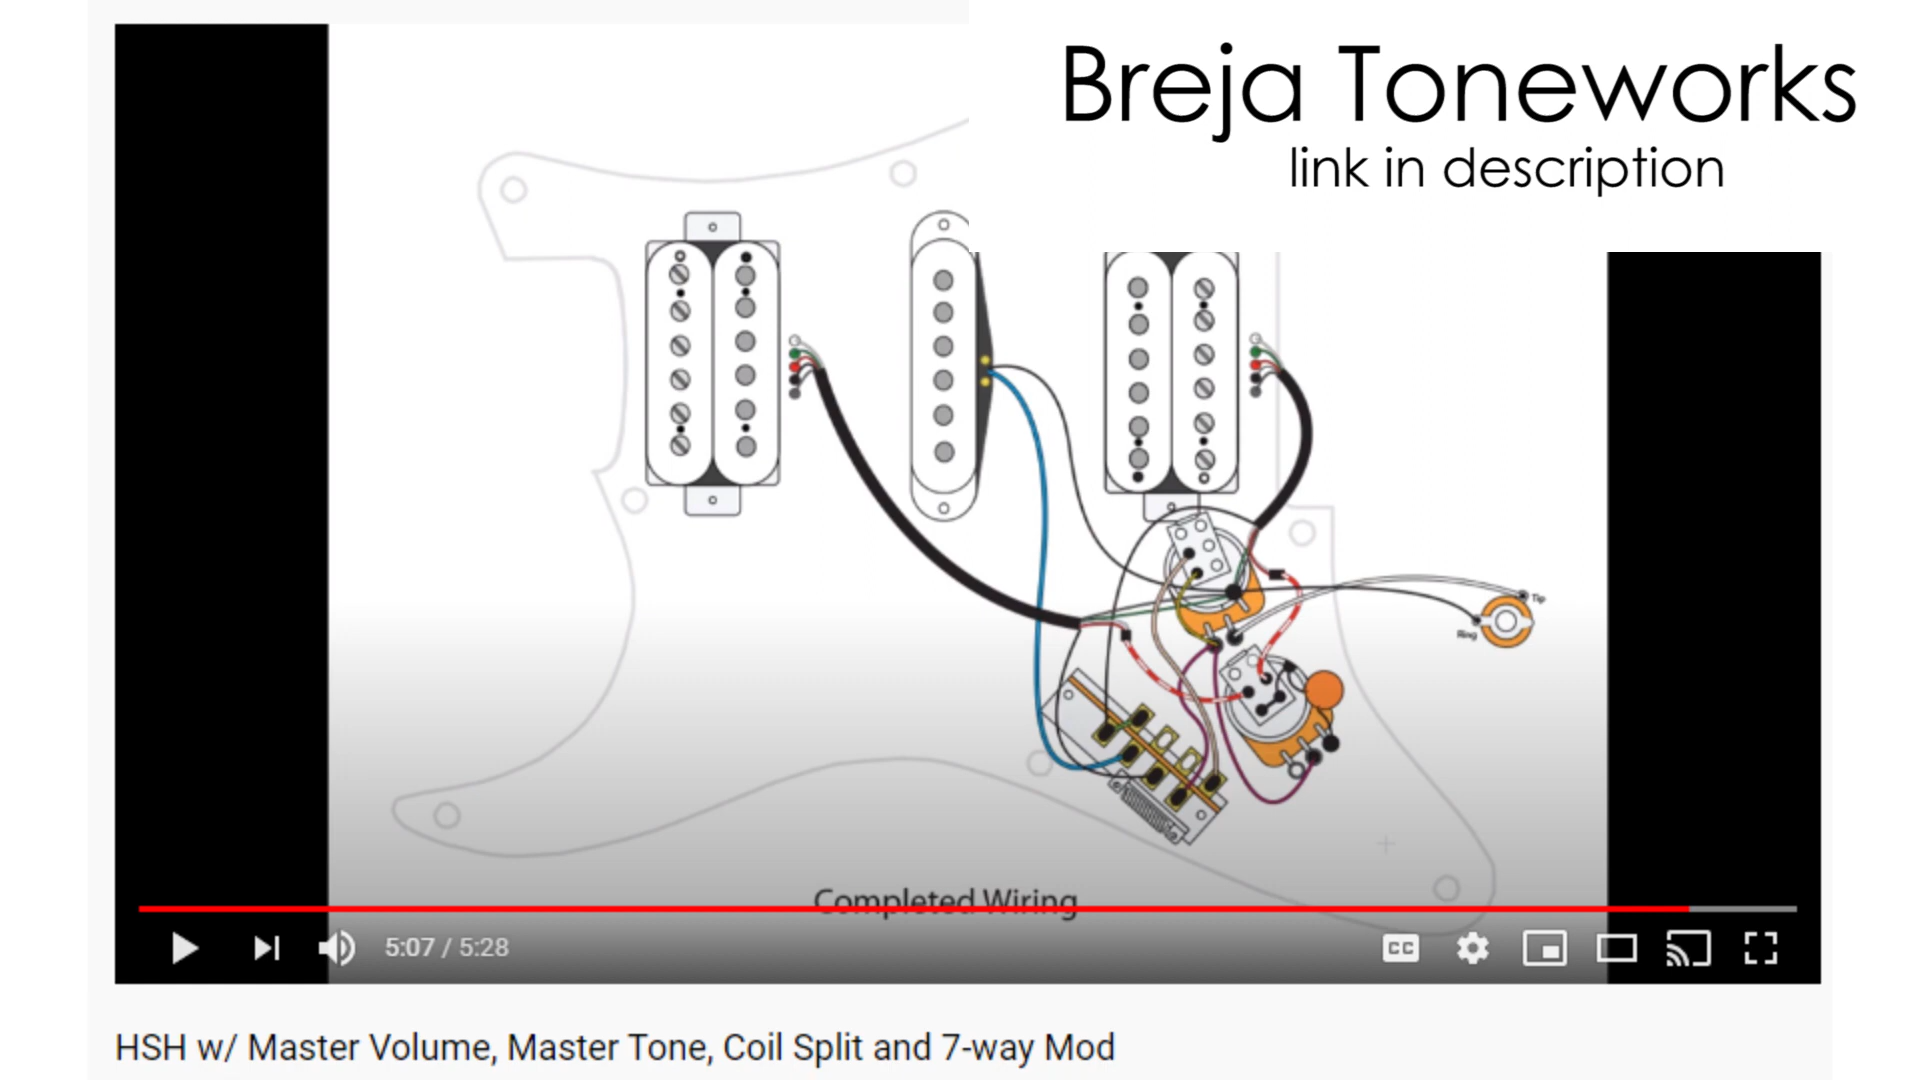 Breja Toneworks
link in description
Tip
Ring
Completed Wiring
5:07 / 5:28
CC
HSH w/ Master Volume, Master Tone, Coil Split and 7-way Mod